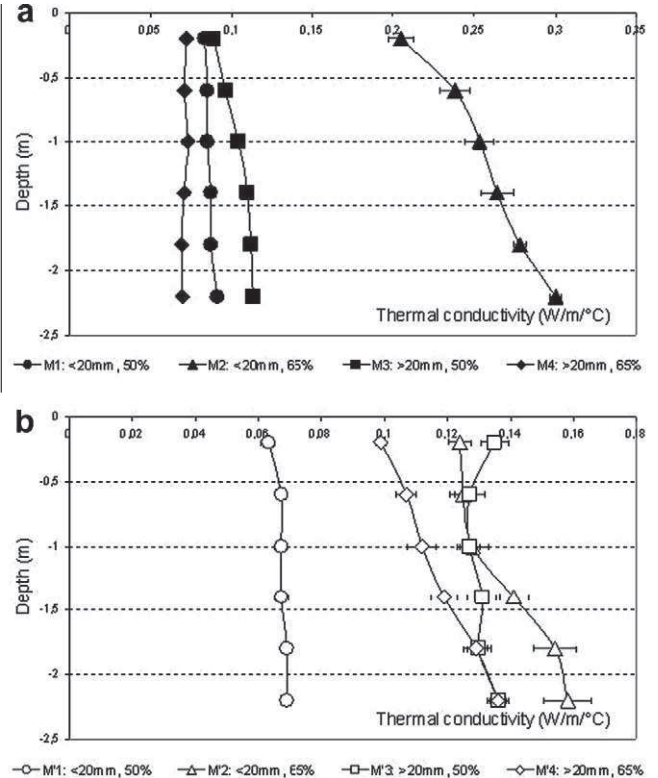 a
0 0,05 0,1 0,15 0,2 0,25 0,3 0,35
0
-0,5
-1
-1,5
-2
-2,5
Depth (m)
Thermal conductivity (W/m/°C)
M1: <20mm, 50% M2: <20mm, 65% M3: >20mm, 50% M4: >20mm, 65%
b
0 0,02 0,04 0,06 0,08 0,1 0,12 0,14 0,16 0,18
0
-0,5
-1
-1,5
-2
-2,5
Depth (m)
Thermal conductivity (W/m/°C)
M'1: <20mm, 50% M'2: <20mm, 65% M'3: >20mm, 50% M'4: >20mm, 65%